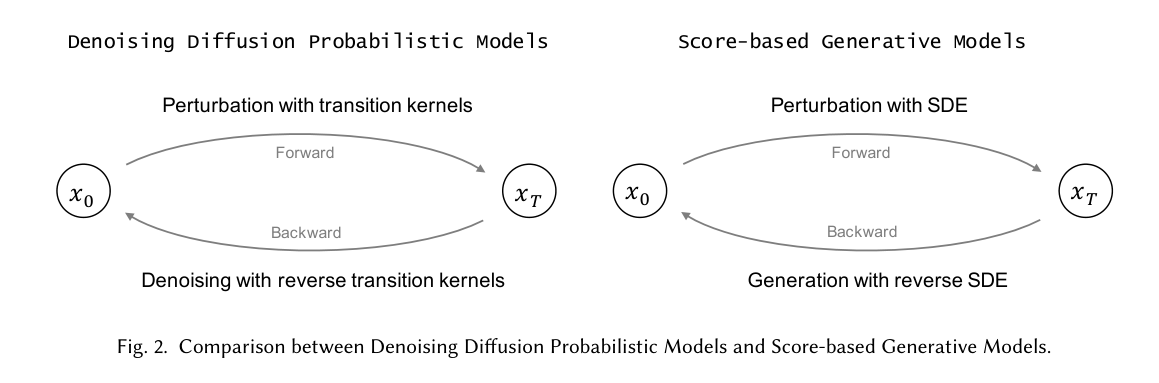 Denoising Diffusion Probabilistic Models
Perturbation with transition kernels
Forward
x₀
x_T
Backward
Denoising with reverse transition kernels
Score-based Generative Models
Perturbation with SDE
Forward
x₀
x_T
Backward
Generation with reverse SDE
Fig. 2. Comparison between Denoising Diffusion Probabilistic Models and Score-based Generative Models.